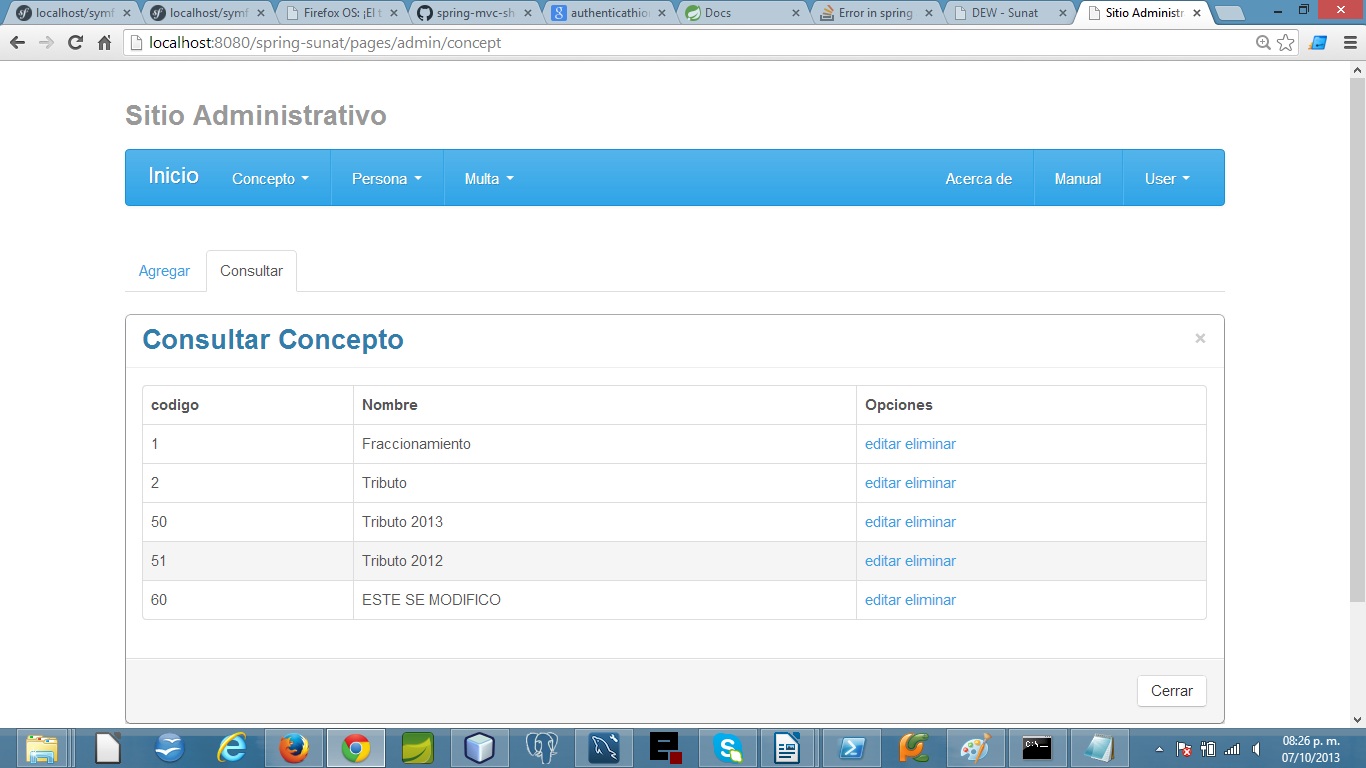 localhost/symf
localhost/symf
Firefox OS: ¡El t
spring-mvc-sh
authenticathio
Docs
Error in spring
DEW - Sunat
Sitio Administr
localhost:8080/spring-sunat/pages/admin/concept
Sitio Administrativo
Inicio Concepto Persona Multa Acerca de Manual User
Agregar Consultar
Consultar Concepto ×
codigo Nombre Opciones
1 Fraccionamiento editar eliminar
2 Tributo editar eliminar
50 Tributo 2013 editar eliminar
51 Tributo 2012 editar eliminar
60 ESTE SE MODIFICO editar eliminar
Cerrar
08:26 p. m.
07/10/2013